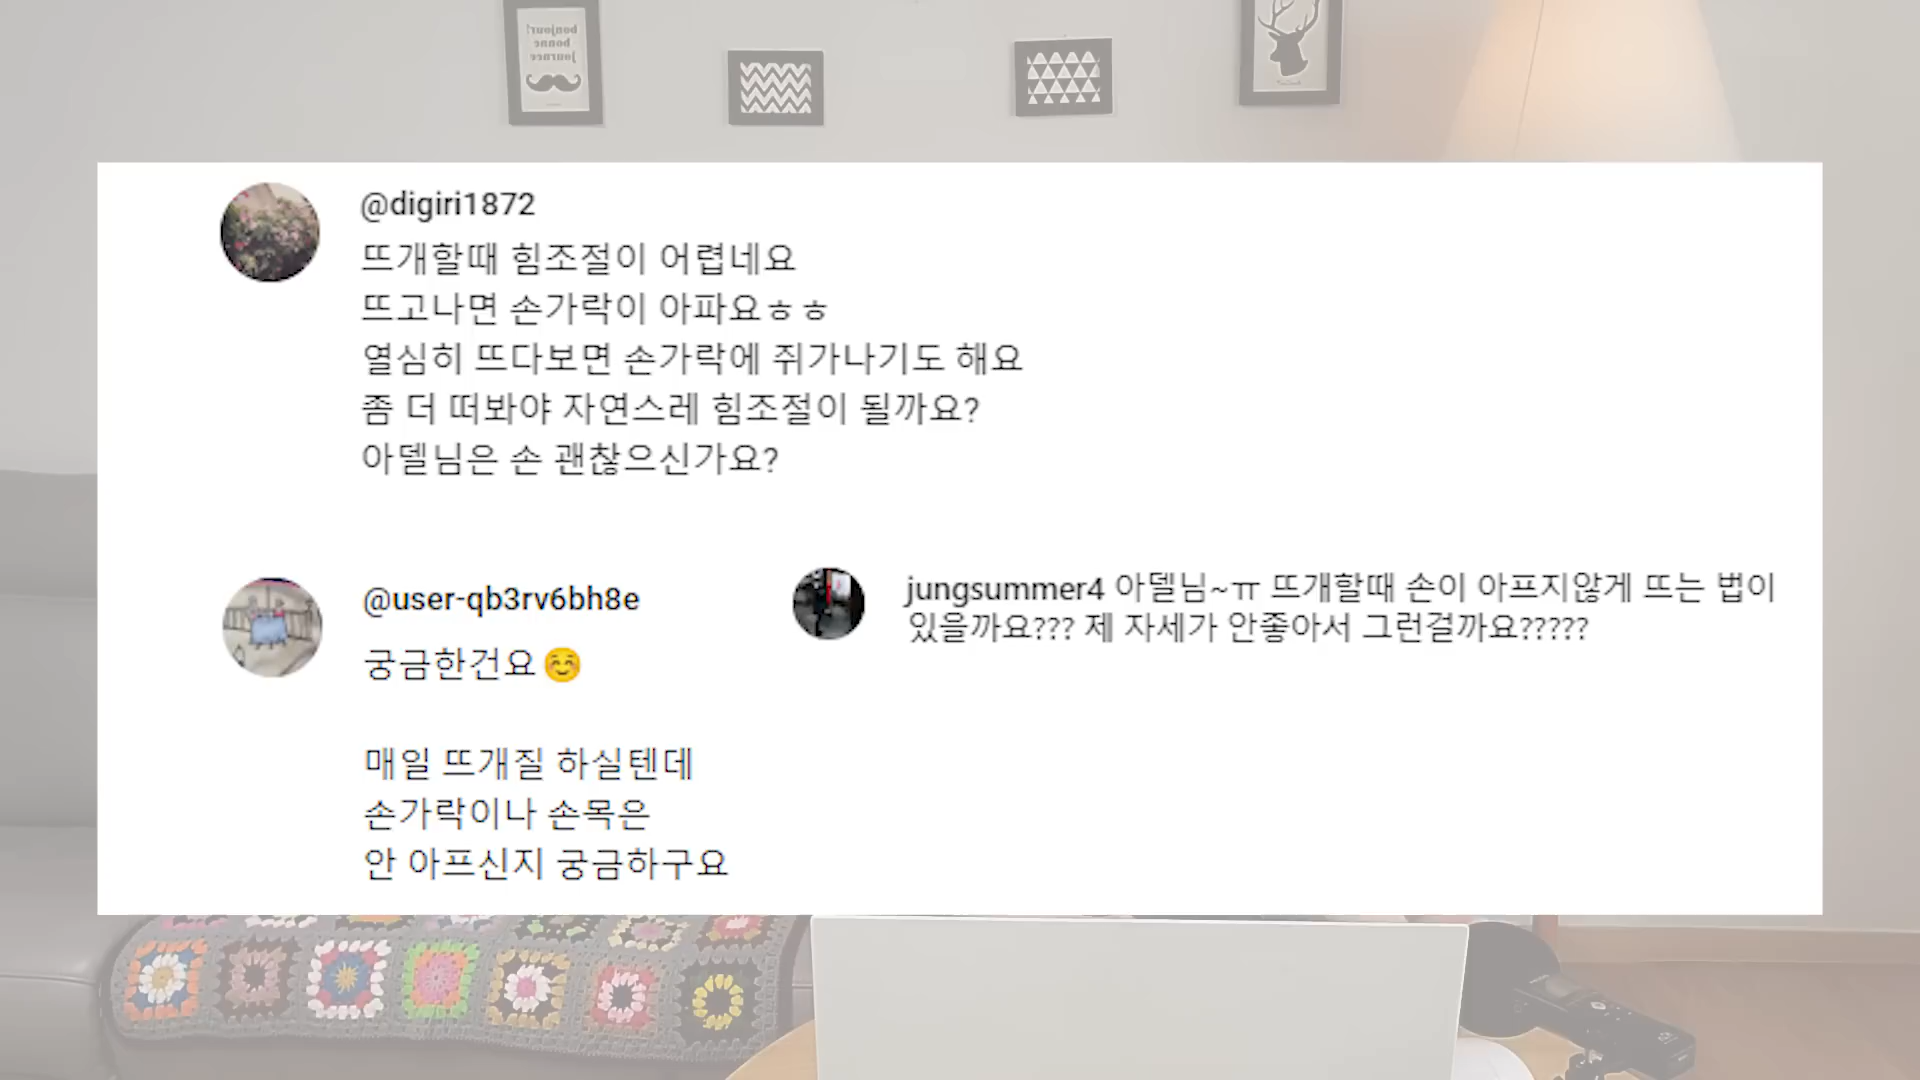 bonjour!
bonne
journee
@digiri1872
뜨개할때 힘조절이 어렵네요
뜨고나면 손가락이 아파요ㅎㅎ
열심히 뜨다보면 손가락에 쥐가나기도 해요
좀 더 떠봐야 자연스레 힘조절이 될까요?
아델님은 손 괜찮으신가요?
@user-qb3rv6bh8e
궁금한건요☺️
매일 뜨개질 하실텐데
손가락이나 손목은
안 아프신지 궁금하구요
jungsummer4 아델님~ㅠ 뜨개할때 손이 아프지않게 뜨는 법이
있을까요??? 제 자세가 안좋아서 그런걸까요?????